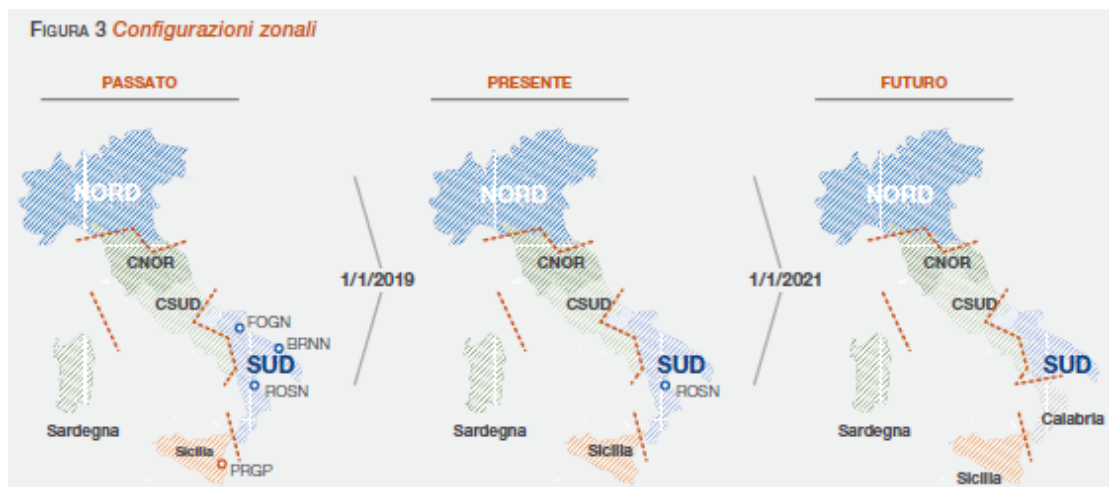 FIGURA 3 Configurazioni zonali
PASSATO
NORD
CNOR
CSUD
FOGN
BRNN
SUD
ROSN
Sardegna
Sicilia
PRGP
1/1/2019
PRESENTE
NORD
CNOR
CSUD
SUD
ROSN
Sardegna
Sicilia
1/1/2021
FUTURO
NORD
CNOR
CSUD
SUD
Calabria
Sardegna
Sicilia